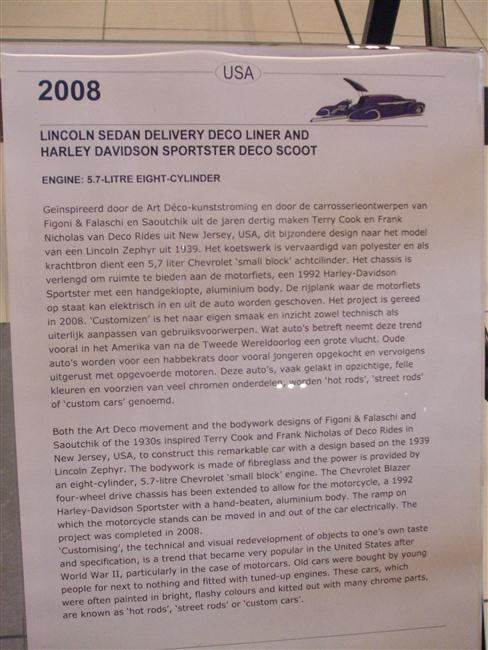 USA
2008
LINCOLN SEDAN DELIVERY DECO LINER AND
HARLEY DAVIDSON SPORTSTER DECO SCOOT
ENGINE: 5.7-LITRE EIGHT-CYLINDER
Geïnspireerd door de Art Déco-kunststroming en door de carrosserieontwerpen van
Figoni & Falaschi en Saoutchik uit de jaren dertig maken Terry Cook en Frank
Nicholas van Deco Rides uit New Jersey, USA, dit bijzondere design naar het model
van een Lincoln Zephyr uit 1939. Het koetswerk is vervaardigd van polyester en als
krachtbron dient een 5,7 liter Chevrolet ‘small block’ achtcilinder. Het chassis is
verlengd om ruimte te bieden aan de motorfiets, een 1992 Harley-Davidson
Sportster met een handgeklopte, aluminium body. De rijplank waar de motorfiets
op staat kan elektrisch in en uit de auto worden geschoven. Het project is gereed
in 2008. ‘Customizen’ is het naar eigen smaak en inzicht zowel technisch als
uiterlijk aanpassen van gebruiksvoorwerpen. Wat auto’s betreft neemt deze trend
vooral in het Amerika van na de Tweede Wereldoorlog een grote vlucht. Oude
auto’s worden voor een habbekrats door vooral jongeren opgekocht en vervolgens
uitgerust met opgevoerde motoren. Deze auto’s, vaak gelakt in opzichtige, felle
kleuren en voorzien van veel chromen onderdelen, worden ‘hot rods’, ‘street rods’
of ‘custom cars’ genoemd.
Both the Art Deco movement and the bodywork designs of Figoni & Falaschi and
Saoutchik of the 1930s inspired Terry Cook and Frank Nicholas of Deco Rides in
New Jersey, USA, to construct this remarkable car with a design based on the 1939
Lincoln Zephyr. The bodywork is made of fibreglass and the power is provided by
an eight-cylinder, 5.7-litre Chevrolet ‘small block’ engine. The Chevrolet Blazer
four-wheel drive chassis has been extended to allow for the motorcycle, a 1992
Harley-Davidson Sportster with a hand-beaten, aluminium body. The ramp on
which the motorcycle stands can be moved in and out of the car electrically. The
project was completed in 2008.
‘Customising’, the technical and visual redevelopment of objects to one’s own taste
and specification, is a trend that became very popular in the United States after
World War II, particularly in the case of motorcars. Old cars were bought by young
people for next to nothing and fitted with tuned-up engines. These cars, which
were often painted in bright, flashy colours and kitted out with many chrome parts,
are known as ‘hot rods’, ‘street rods’ or ‘custom cars’.